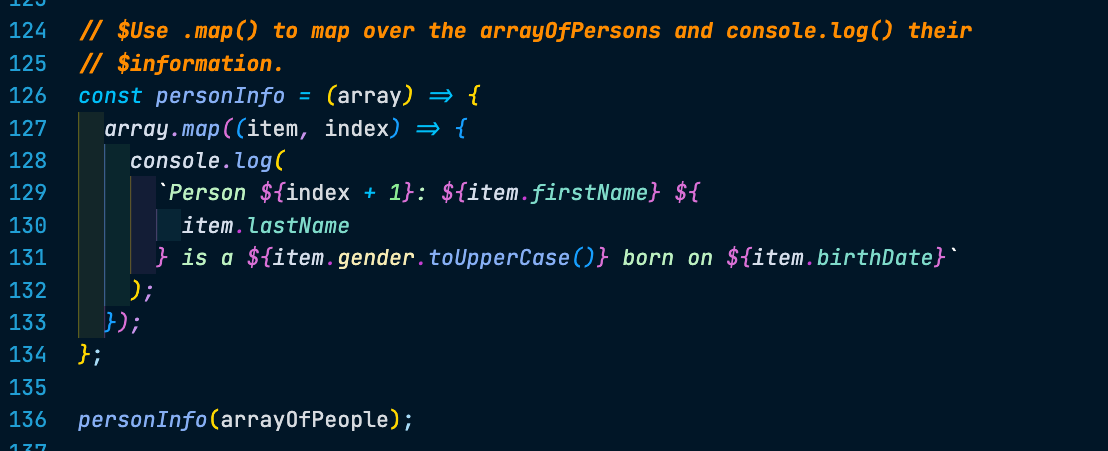 124 // $Use .map() to map over the arrayOfPersons and console.log() their
125 // $information.
126 const personInfo = (array) => {
127 array.map((item, index) => {
128 console.log(
129 `Person ${index + 1}: ${item.firstName} ${
130 item.lastName
131 } is a ${item.gender.toUpperCase()} born on ${item.birthDate}`
132 );
133 });
134 };
135
136 personInfo(arrayOfPeople);